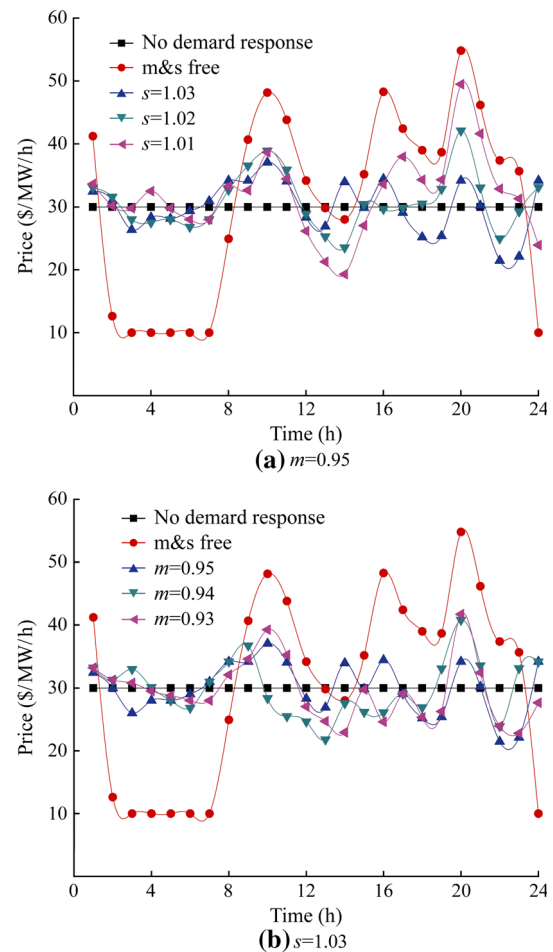 60
50
40
30
20
10
Price ($/MW/h)
No demand response
m&s free
s=1.03
s=1.02
s=1.01
0 4 8 12 16 20 24
Time (h)
(a) m=0.95
60
50
40
30
20
10
Price ($/MW/h)
No demand response
m&s free
m=0.95
m=0.94
m=0.93
0 4 8 12 16 20 24
Time (h)
(b) s=1.03